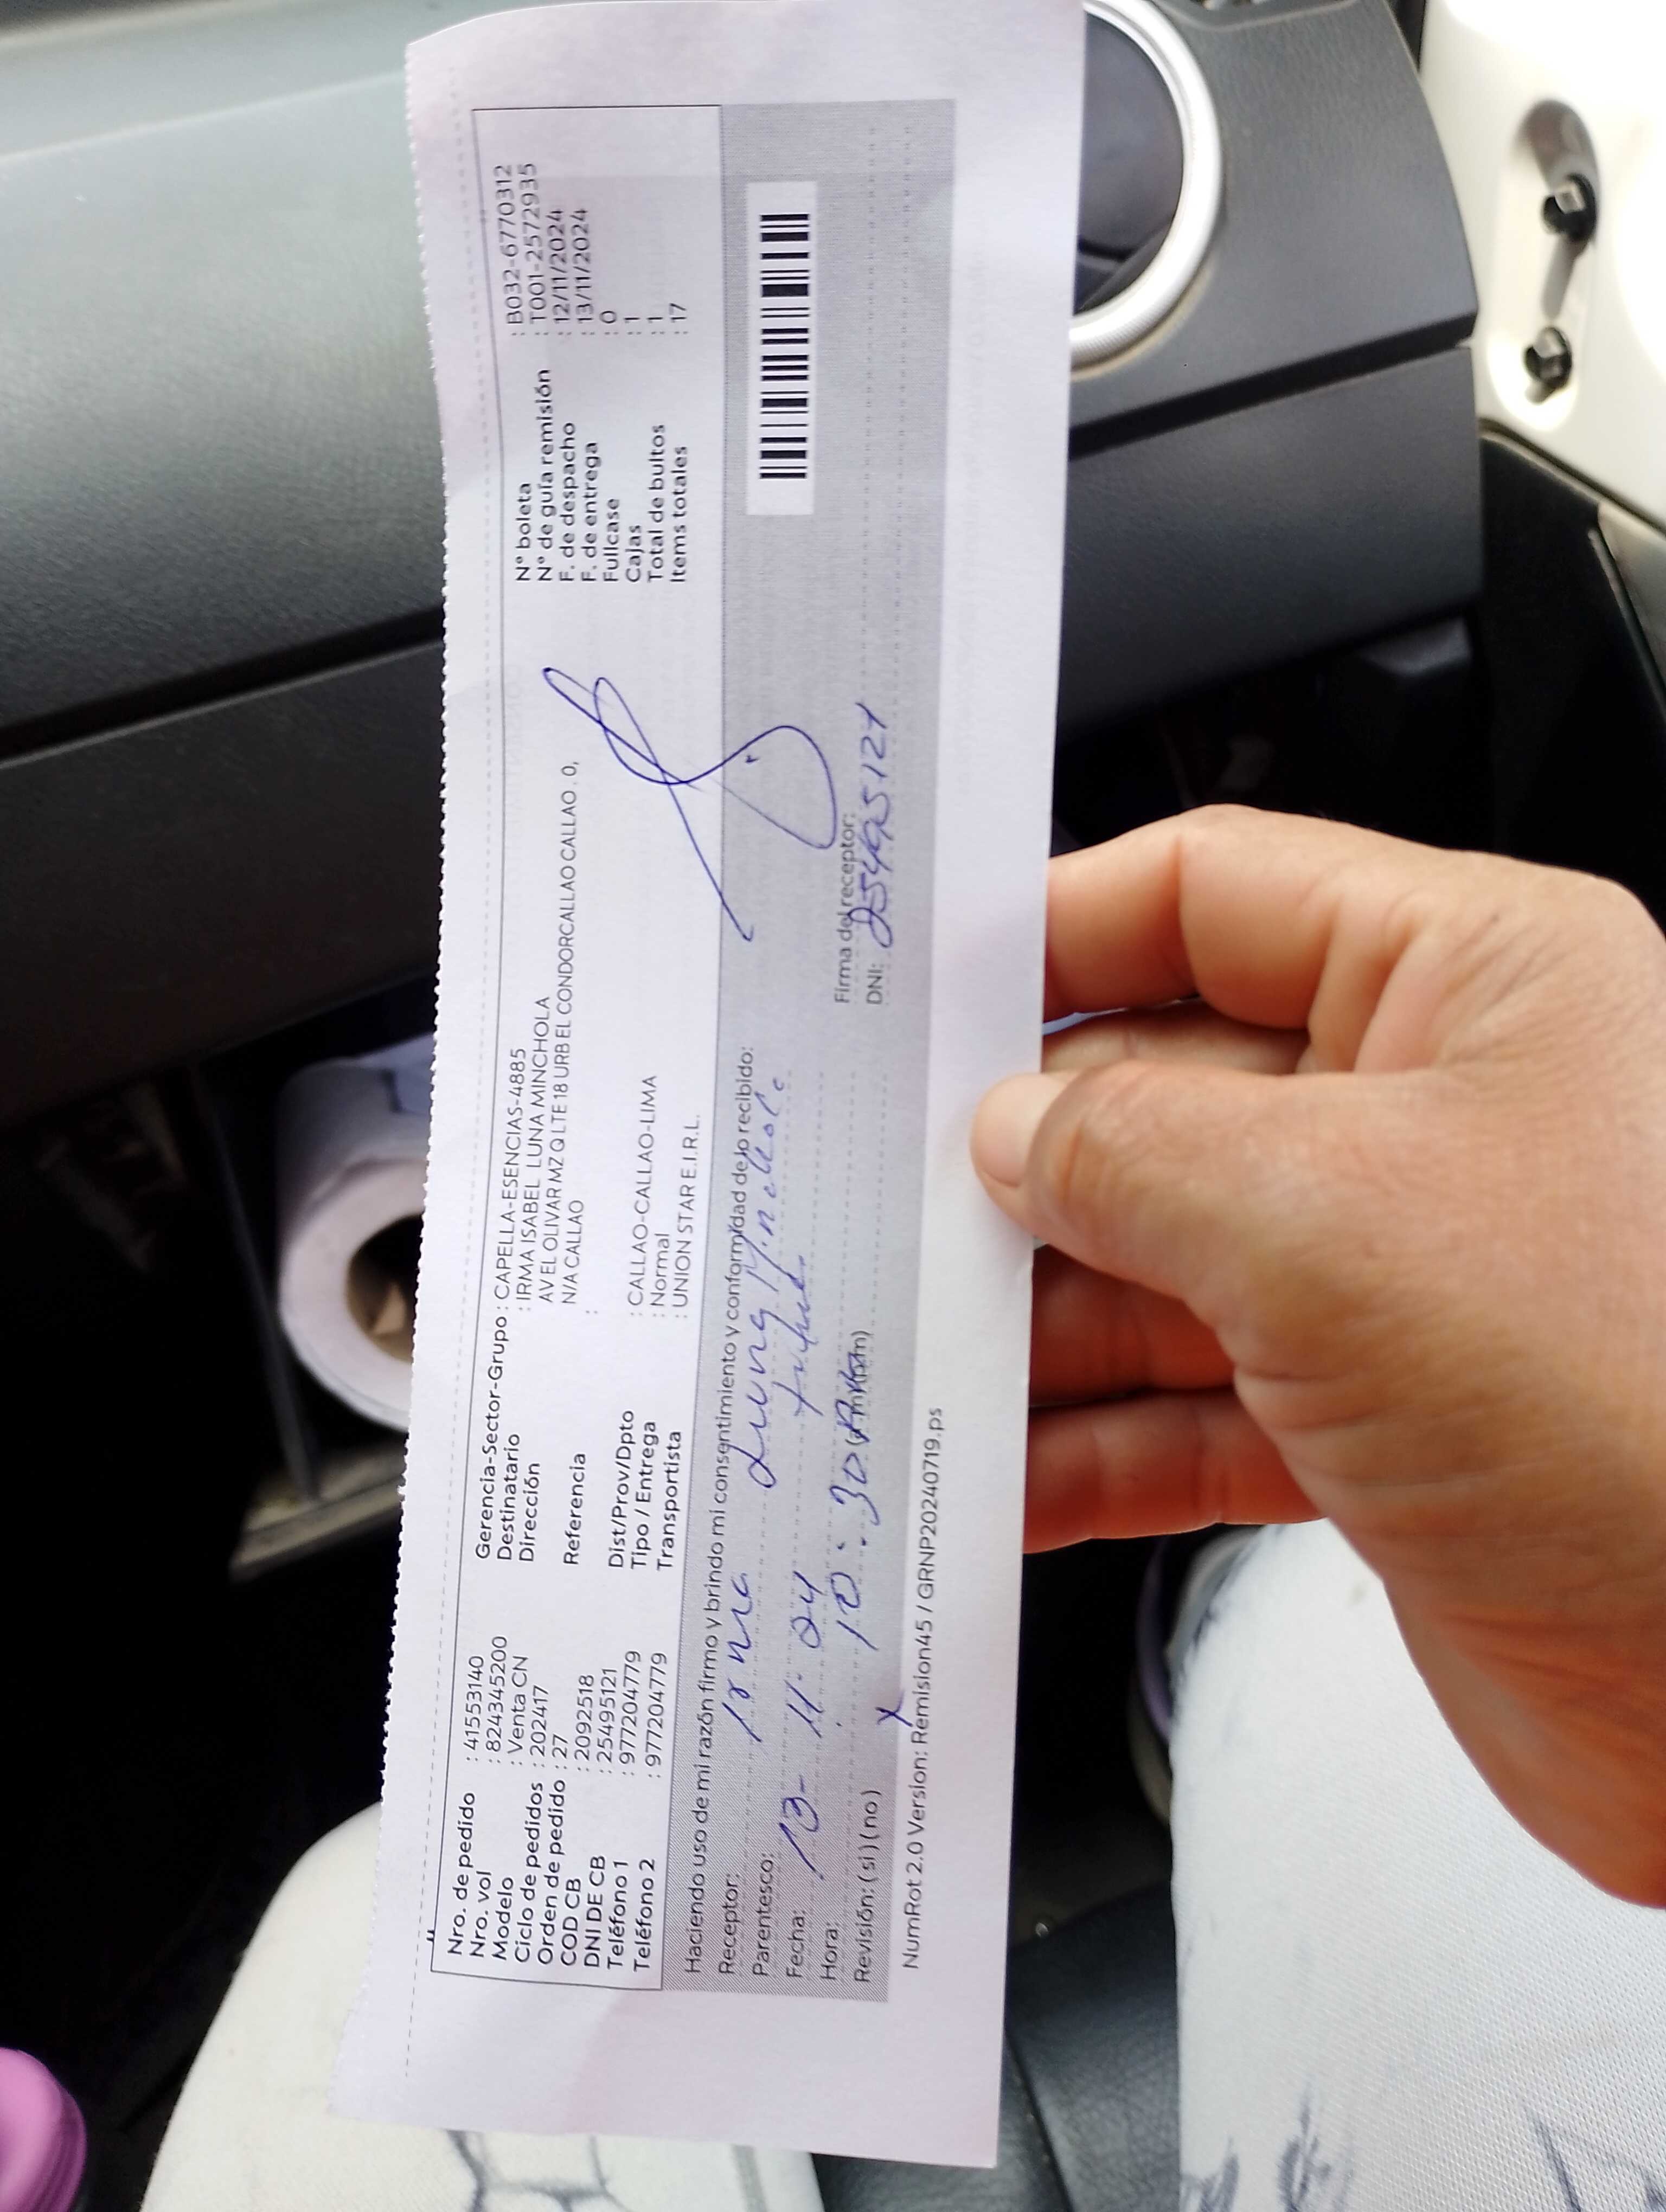 Nro. de pedido : 41553140
Nro. vol : 824345200
Modelo : Venta CN
Ciclo de pedidos : 202417
Orden de pedido : 27
COD CB : 2092518
DNI DE CB : 25495121
Teléfono 1 : 977204779
Teléfono 2 : 977204779
Gerencia-Sector-Grupo : CAPELLA-ESENCIAS-4885
Destinatario : IRMA ISABEL LUNA MINCHOLA
Dirección AV EL OLIVAR MZ Q LTE 18 URB EL CONDORCALLAO CALLAO . 0,
N/A CALLAO
Referencia :
Dist/Prov/Dpto : CALLAO-CALLAO-LIMA
Tipo / Entrega : Normal
Transportista : UNION STAR E.I.R.L.
N° boleta : B032-6770312
N° de guía remisión : T001-2572935
F. de despacho : 12/11/2024
F. de entrega : 13/11/2024
Fullcase : 0
Cajas : 1
Total de bultos : 1
Items totales : 17
Haciendo uso de mi razón firmo y brindo mi consentimiento y conformidad de lo recibido:
Receptor: Irma Luna Minchola
Parentesco:
Fecha: 13- 11- 24
Hora: 10:30
Revisión: (si) (no) X
Firma del receptor:
DNI: 25495121
NumRot 2.0 Version: Remision45 / GRNP20240719.ps